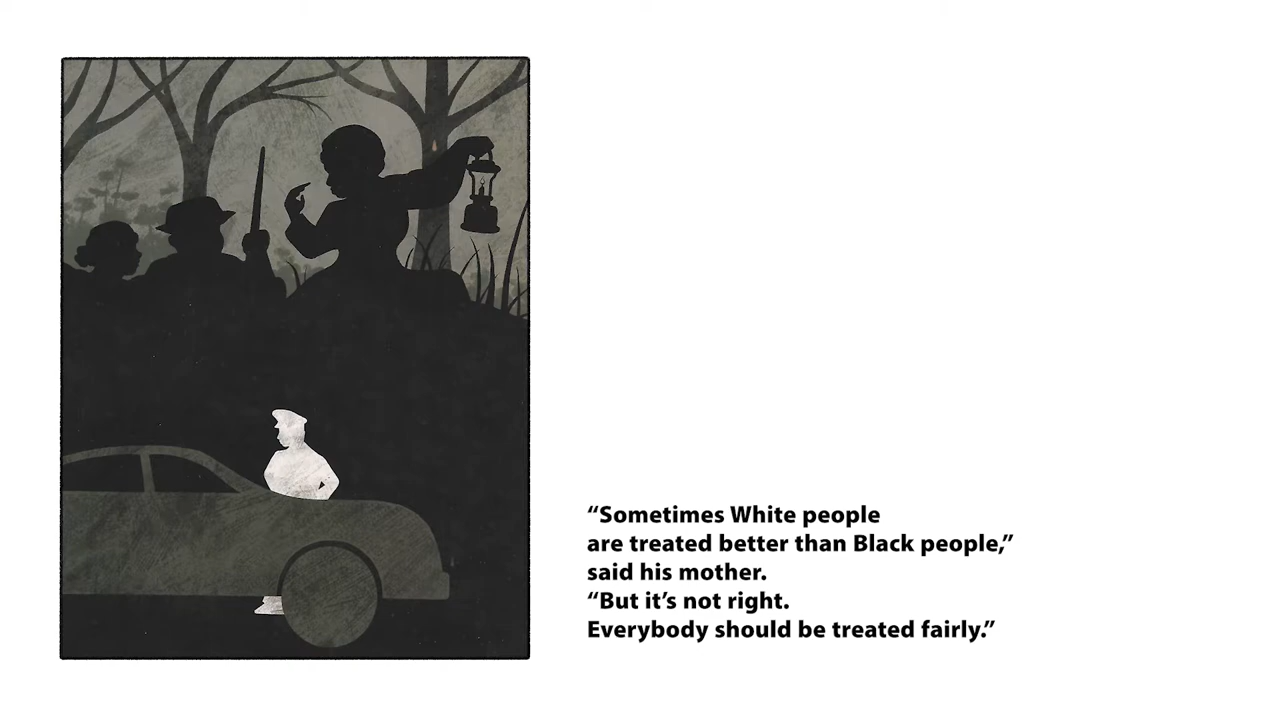 “Sometimes White people
are treated better than Black people,”
said his mother.
“But it’s not right.
Everybody should be treated fairly.”